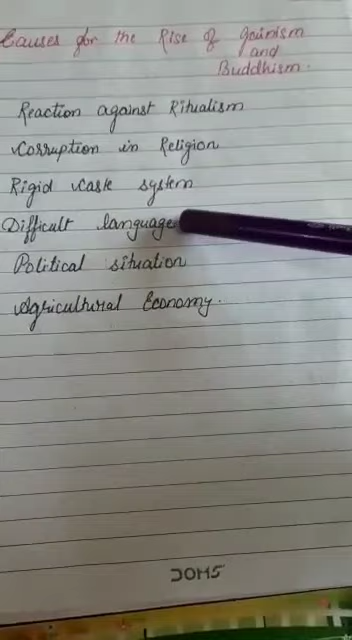 Causes for the Rise of Jainism
and
Buddhism.
Reaction against Ritualism
Corruption in Religion
Rigid caste system
Difficult language
Political situation
Agricultural Economy.
JOMS